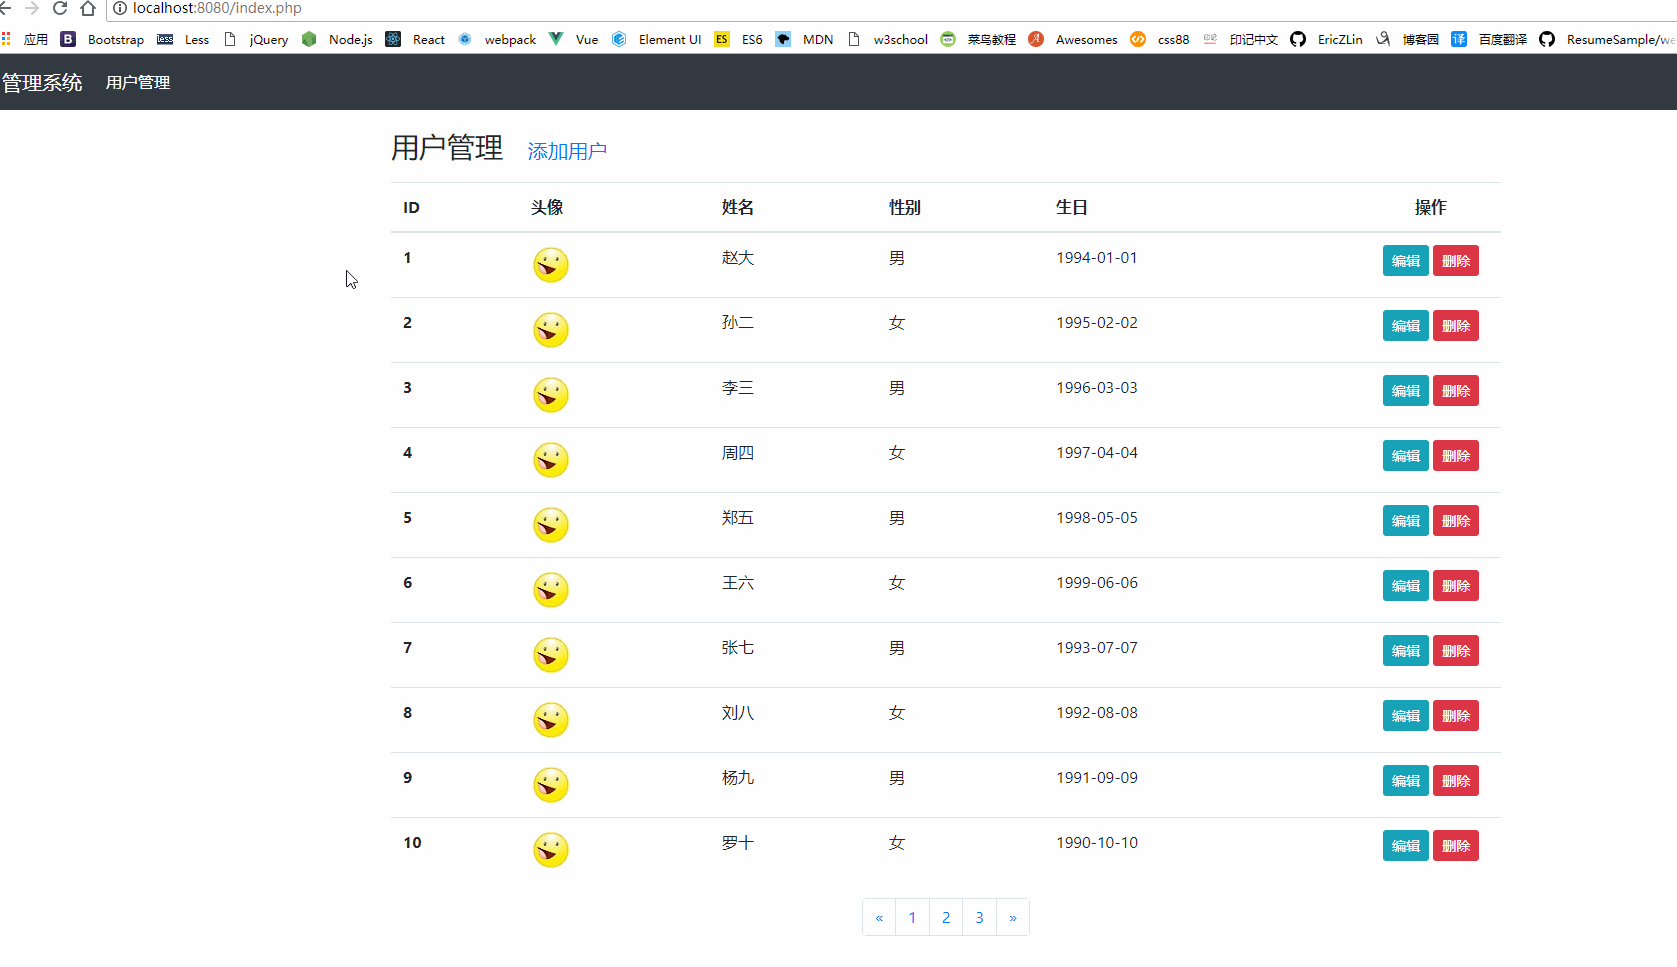 localhost:8080/index.php
应用 B Bootstrap less Less jQuery Node.js React webpack Vue Element UI ES ES6 MDN w3school 菜鸟教程 Awesomes css88 印记中文 EricZLin 博客园 译 百度翻译 ResumeSample/we
管理系统 用户管理
用户管理 添加用户
ID 头像 姓名 性别 生日 操作
1 赵大 男 1994-01-01 编辑 删除
2 孙二 女 1995-02-02 编辑 删除
3 李三 男 1996-03-03 编辑 删除
4 周四 女 1997-04-04 编辑 删除
5 郑五 男 1998-05-05 编辑 删除
6 王六 女 1999-06-06 编辑 删除
7 张七 男 1993-07-07 编辑 删除
8 刘八 女 1992-08-08 编辑 删除
9 杨九 男 1991-09-09 编辑 删除
10 罗十 女 1990-10-10 编辑 删除
« 1 2 3 »